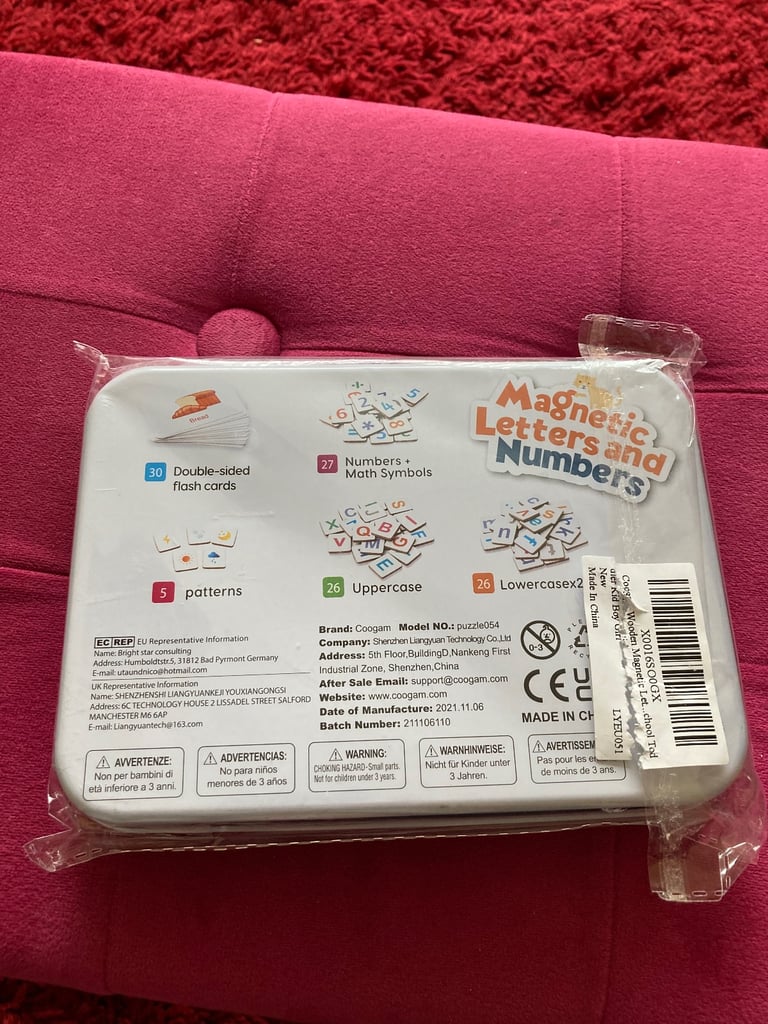 Magnetic
Letters and
Numbers
Bread
30 Double-sided
flash cards
27 Numbers +
Math Symbols
5 patterns
26 Uppercase
26 Lowercasex2
EC REP EU Representative Information
Name: Bright star consulting
Address: Humboldtstr.5, 31812 Bad Pyrmont Germany
E-mail: utaundnico@hotmail.com
UK Representative Information
Name: SHENZHENSHI LIANGYUANKEJI YOUXIANGONGSI
Address: 6C TECHNOLOGY HOUSE 2 LISSADEL STREET SALFORD
MANCHESTER M6 6AP
E-mail: Liangyuantech@163.com
Brand: Coogam Model NO.: puzzle054
Company: Shenzhen Liangyuan Technology Co.,Ltd
Address: 5th Floor,BuildingD,Nankeng First
Industrial Zone, Shenzhen,China
After Sale Email: support@coogam.com
Website: www.coogam.com
Date of Manufacture: 2021.11.06
Batch Number: 211106110
0-3
CE
MADE IN CH
AVVERTENZE:
Non per bambini di
età inferiore a 3 anni.
ADVERTENCIAS:
No para niños
menores de 3 años
WARNING:
CHOKING HAZARD-Small parts.
Not for children under 3 years.
WARNHINWEISE:
Nicht für Kinder unter
3 Jahren.
AVERTISSEM
Pas pour les en
de moins de 3 ans.
X0016SO0GX
Wooden Magnetic Let...chool Tod
Kid Boy
New
Made In China
LYEU051